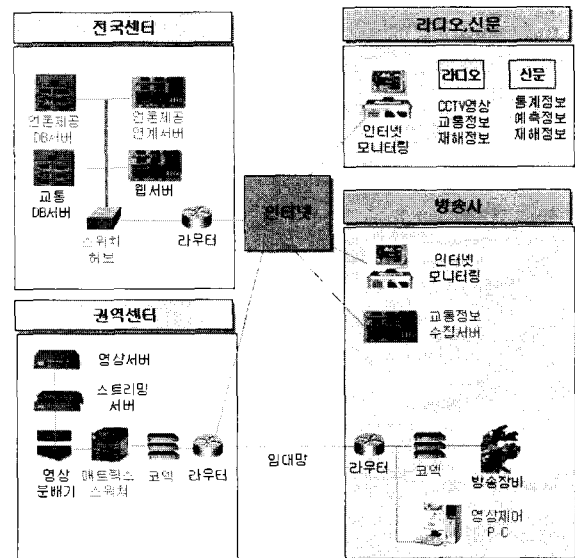 전국센터
언론제공
DB서버
언론제공
연계서버
교통
DB서버
웹서버
스위치
허브
라우터
권역센터
영상서버
스트리밍
서버
영상
분배기
매트릭스
스위처
코덱
라우터
인터넷
임대망
라디오,신문
인터넷
모니터링
라디오
CCTV영상
교통정보
재해정보
신문
통계정보
예측정보
재해정보
방송사
인터넷
모니터링
교통정보
수집서버
라우터
코덱
방송장비
영상제어
P C